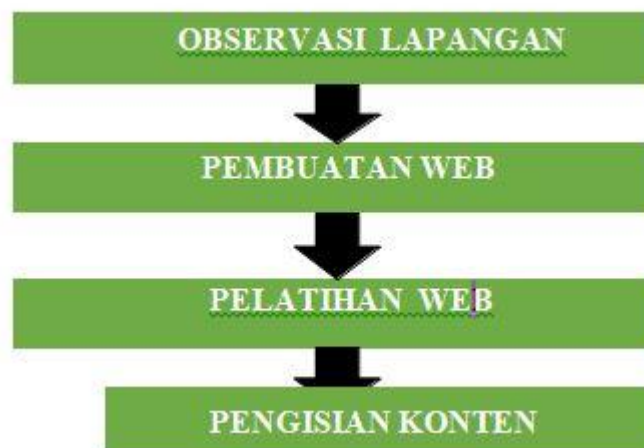 OBSERVASI LAPANGAN
PEMBUATAN WEB
PELATIHAN WEB
PENGISIAN KONTEN